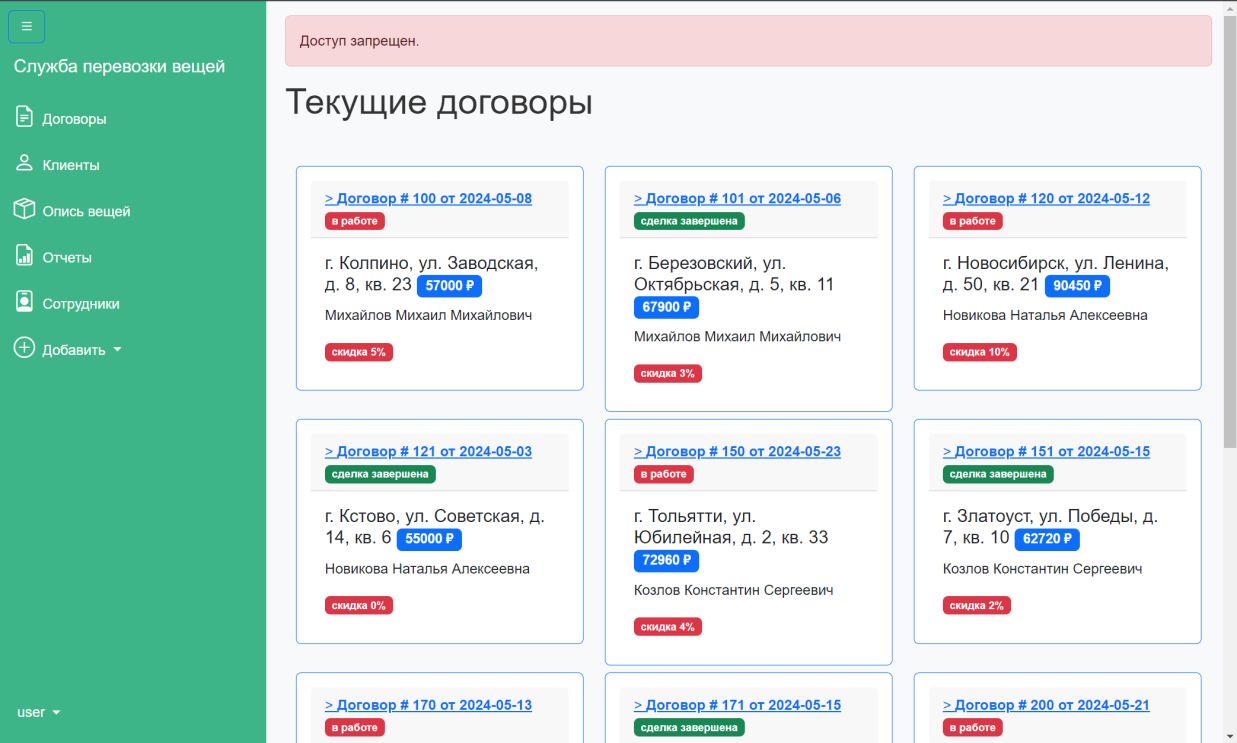 Служба перевозки вещей
Договоры
Клиенты
Опись вещей
Отчеты
Сотрудники
Добавить
user
Доступ запрещен.
Текущие договоры
> Договор # 100 от 2024-05-08
в работе
г. Колпино, ул. Заводская,
д. 8, кв. 23 57000 ₽
Михайлов Михаил Михайлович
скидка 5%
> Договор # 101 от 2024-05-06
сделка завершена
г. Березовский, ул.
Октябрьская, д. 5, кв. 11
67900 ₽
Михайлов Михаил Михайлович
скидка 3%
> Договор # 120 от 2024-05-12
в работе
г. Новосибирск, ул. Ленина,
д. 50, кв. 21 90450 ₽
Новикова Наталья Алексеевна
скидка 10%
> Договор # 121 от 2024-05-03
сделка завершена
г. Кстово, ул. Советская, д.
14, кв. 6 55000 ₽
Новикова Наталья Алексеевна
скидка 0%
> Договор # 150 от 2024-05-23
в работе
г. Тольятти, ул.
Юбилейная, д. 2, кв. 33
72960 ₽
Козлов Константин Сергеевич
скидка 4%
> Договор # 151 от 2024-05-15
сделка завершена
г. Златоуст, ул. Победы, д.
7, кв. 10 62720 ₽
Козлов Константин Сергеевич
скидка 2%
> Договор # 170 от 2024-05-13
в работе
> Договор # 171 от 2024-05-15
сделка завершена
> Договор # 200 от 2024-05-21
в работе